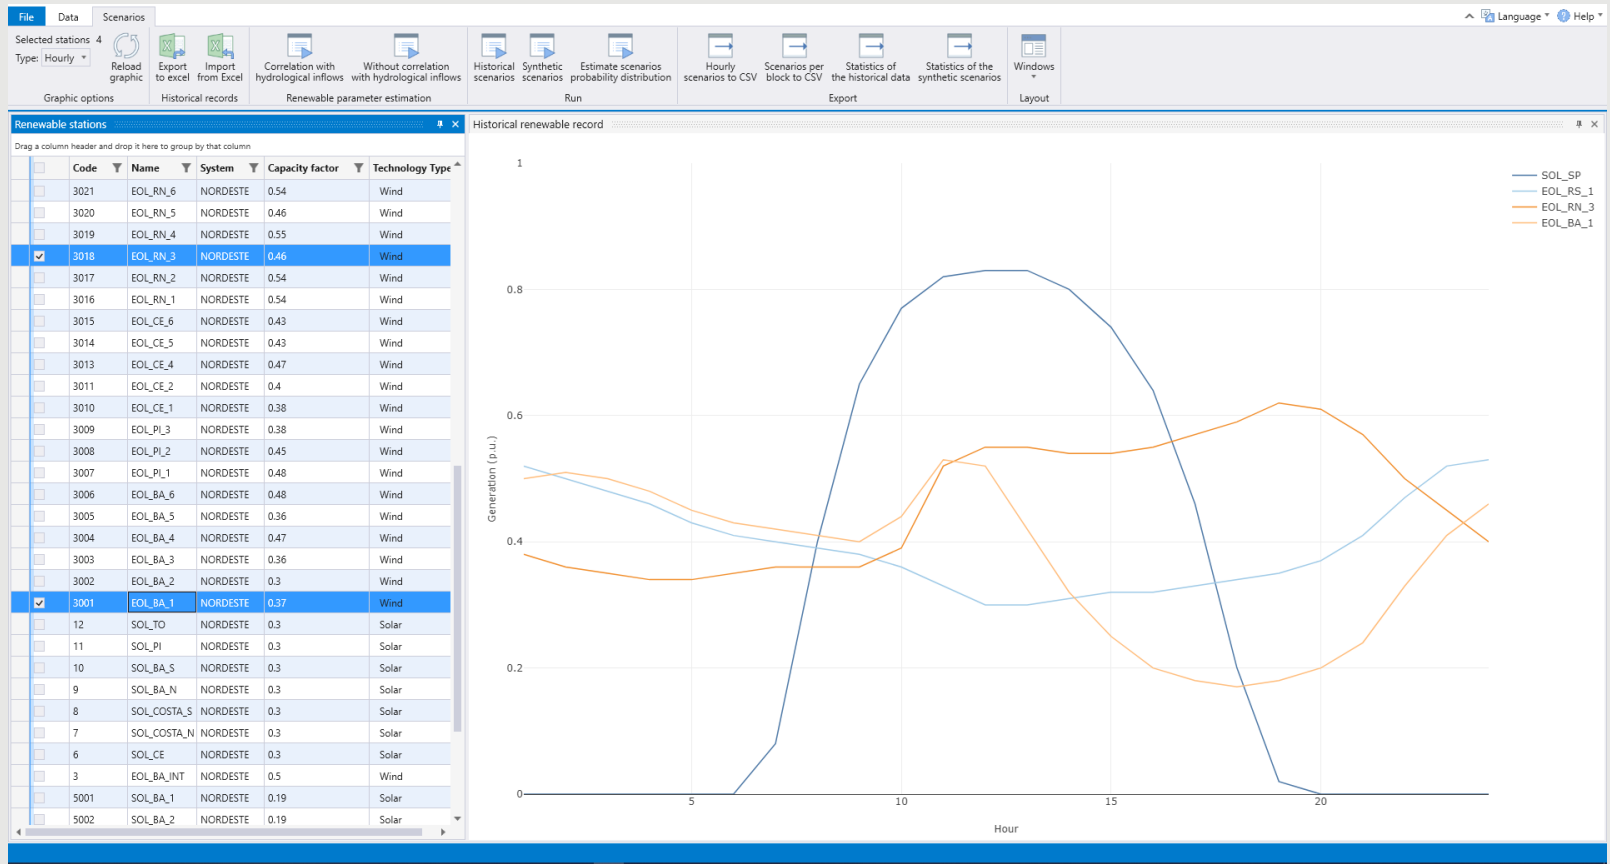 File Data Scenarios Language Help
Selected stations 4
Type: Hourly
Reload graphic
Graphic options
Export to excel
Import from Excel
Historical records
Correlation with hydrological inflows
Without correlation with hydrological inflows
Renewable parameter estimation
Historical scenarios
Synthetic scenarios
Estimate scenarios probability distribution
Run
Hourly scenarios to CSV
Scenarios per block to CSV
Statistics of the historical data
Statistics of the synthetic scenarios
Export
Windows
Layout
Renewable stations
Drag a column header and drop it here to group by that column
Code Name System Capacity factor Technology Type
3021 EOL_RN_6 NORDESTE 0.54 Wind
3020 EOL_RN_5 NORDESTE 0.46 Wind
3019 EOL_RN_4 NORDESTE 0.55 Wind
3018 EOL_RN_3 NORDESTE 0.46 Wind
3017 EOL_RN_2 NORDESTE 0.54 Wind
3016 EOL_RN_1 NORDESTE 0.54 Wind
3015 EOL_CE_6 NORDESTE 0.43 Wind
3014 EOL_CE_5 NORDESTE 0.43 Wind
3013 EOL_CE_4 NORDESTE 0.47 Wind
3011 EOL_CE_2 NORDESTE 0.4 Wind
3010 EOL_CE_1 NORDESTE 0.38 Wind
3009 EOL_PI_3 NORDESTE 0.38 Wind
3008 EOL_PI_2 NORDESTE 0.45 Wind
3007 EOL_PI_1 NORDESTE 0.48 Wind
3006 EOL_BA_6 NORDESTE 0.48 Wind
3005 EOL_BA_5 NORDESTE 0.36 Wind
3004 EOL_BA_4 NORDESTE 0.47 Wind
3003 EOL_BA_3 NORDESTE 0.36 Wind
3002 EOL_BA_2 NORDESTE 0.3 Wind
3001 EOL_BA_1 NORDESTE 0.37 Wind
12 SOL_TO NORDESTE 0.3 Solar
11 SOL_PI NORDESTE 0.3 Solar
10 SOL_BA_S NORDESTE 0.3 Solar
9 SOL_BA_N NORDESTE 0.3 Solar
8 SOL_COSTA_S NORDESTE 0.3 Solar
7 SOL_COSTA_N NORDESTE 0.3 Solar
6 SOL_CE NORDESTE 0.3 Solar
3 EOL_BA_INT NORDESTE 0.5 Wind
5001 SOL_BA_1 NORDESTE 0.19 Solar
5002 SOL_BA_2 NORDESTE 0.19 Solar
Historical renewable record
1
0.8
0.6
0.4
0.2
0
Generation (p.u.)
5 10 15 20
Hour
SOL_SP
EOL_RS_1
EOL_RN_3
EOL_BA_1